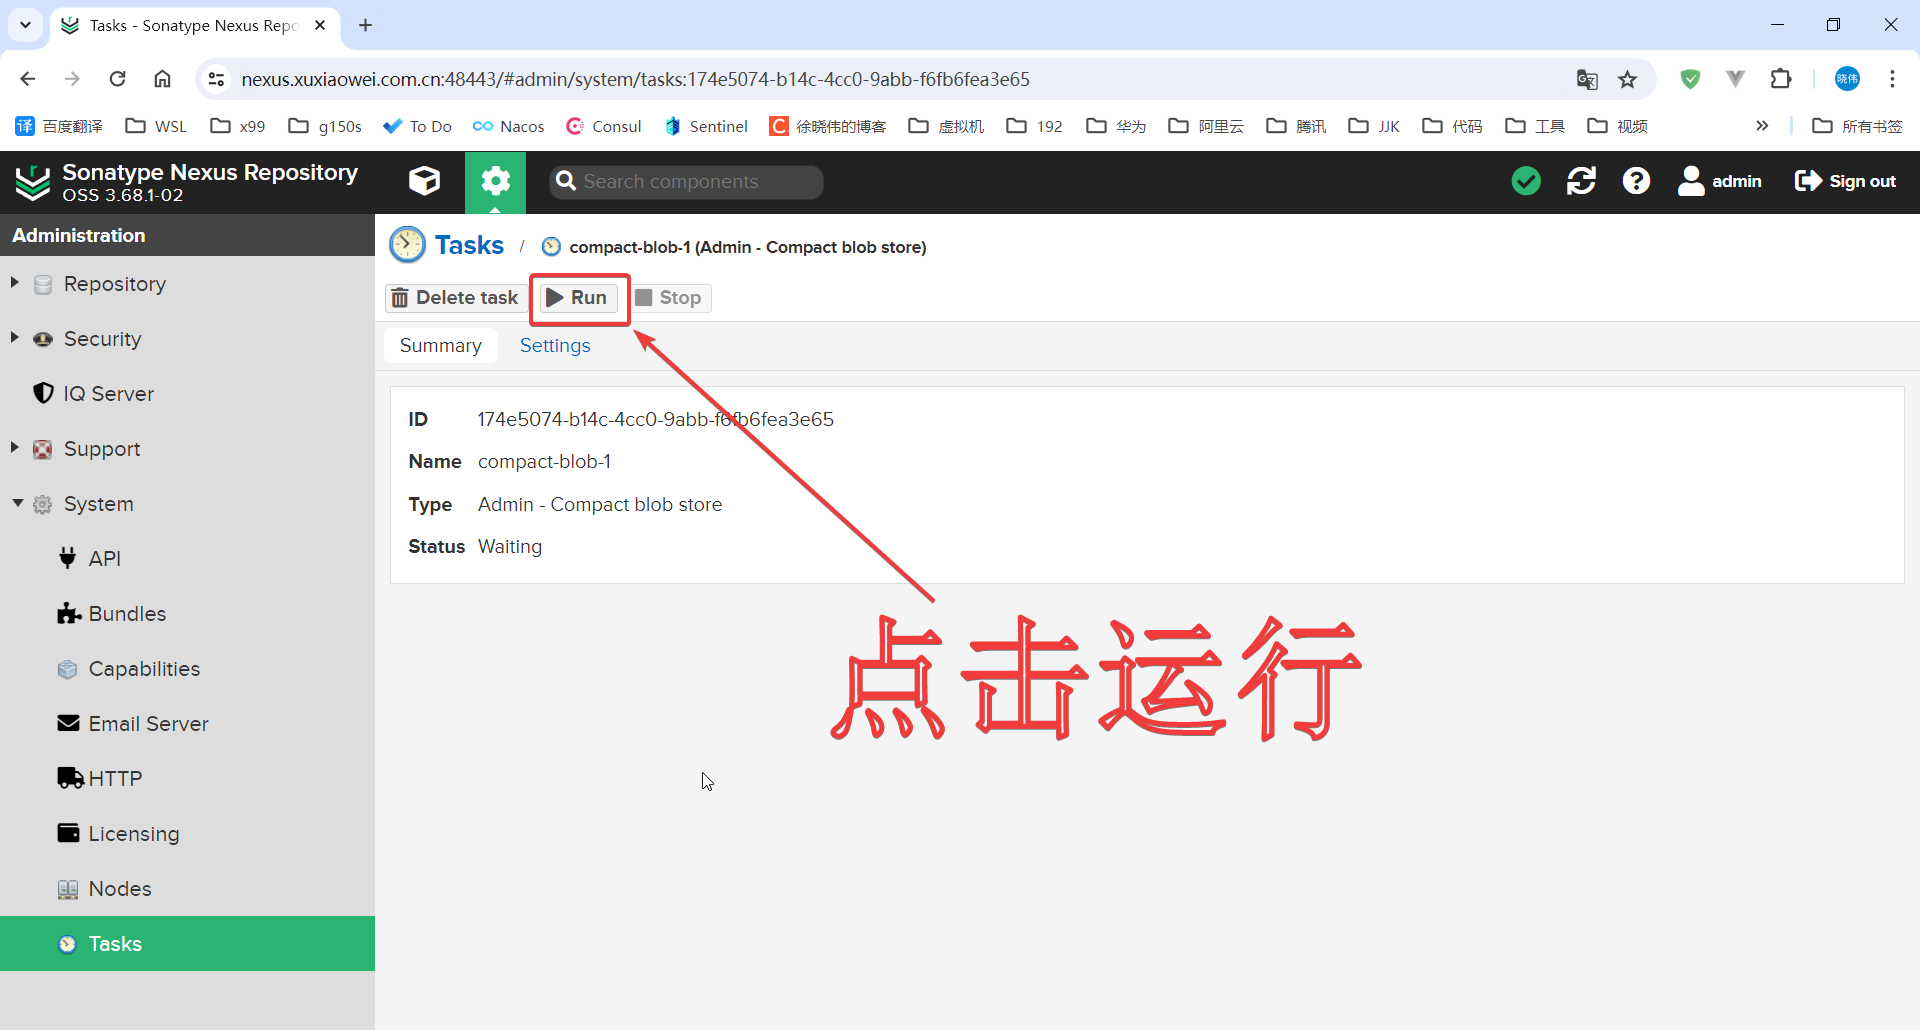 Tasks - Sonatype Nexus Repo
nexus.xuxiaowei.com.cn:48443/#admin/system/tasks:174e5074-b14c-4cc0-9abb-f6fb6fea3e65
晓伟
译 百度翻译 WSL x99 g150s To Do Nacos Consul Sentinel C 徐晓伟的博客 虚拟机 192 华为 阿里云 腾讯 JJK 代码 工具 视频 » 所有书签
Sonatype Nexus Repository
OSS 3.68.1-02
Search components
admin
Sign out
Administration
Repository
Security
IQ Server
Support
System
API
Bundles
Capabilities
Email Server
HTTP
Licensing
Nodes
Tasks
Tasks / compact-blob-1 (Admin - Compact blob store)
Delete task Run Stop
Summary Settings
ID 174e5074-b14c-4cc0-9abb-f6fb6fea3e65
Name compact-blob-1
Type Admin - Compact blob store
Status Waiting
点击运行